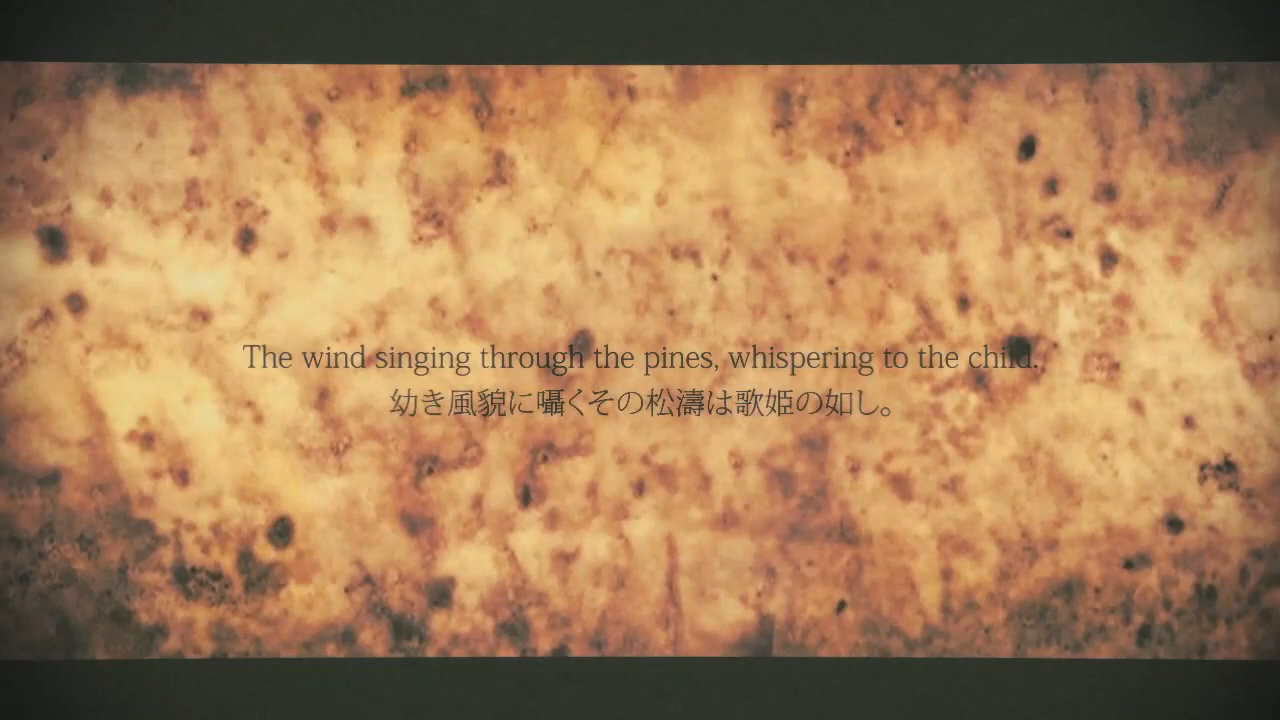 The wind singing through the pines, whispering to the child.
幼き風貌に囁くその松濤は歌姫の如し。